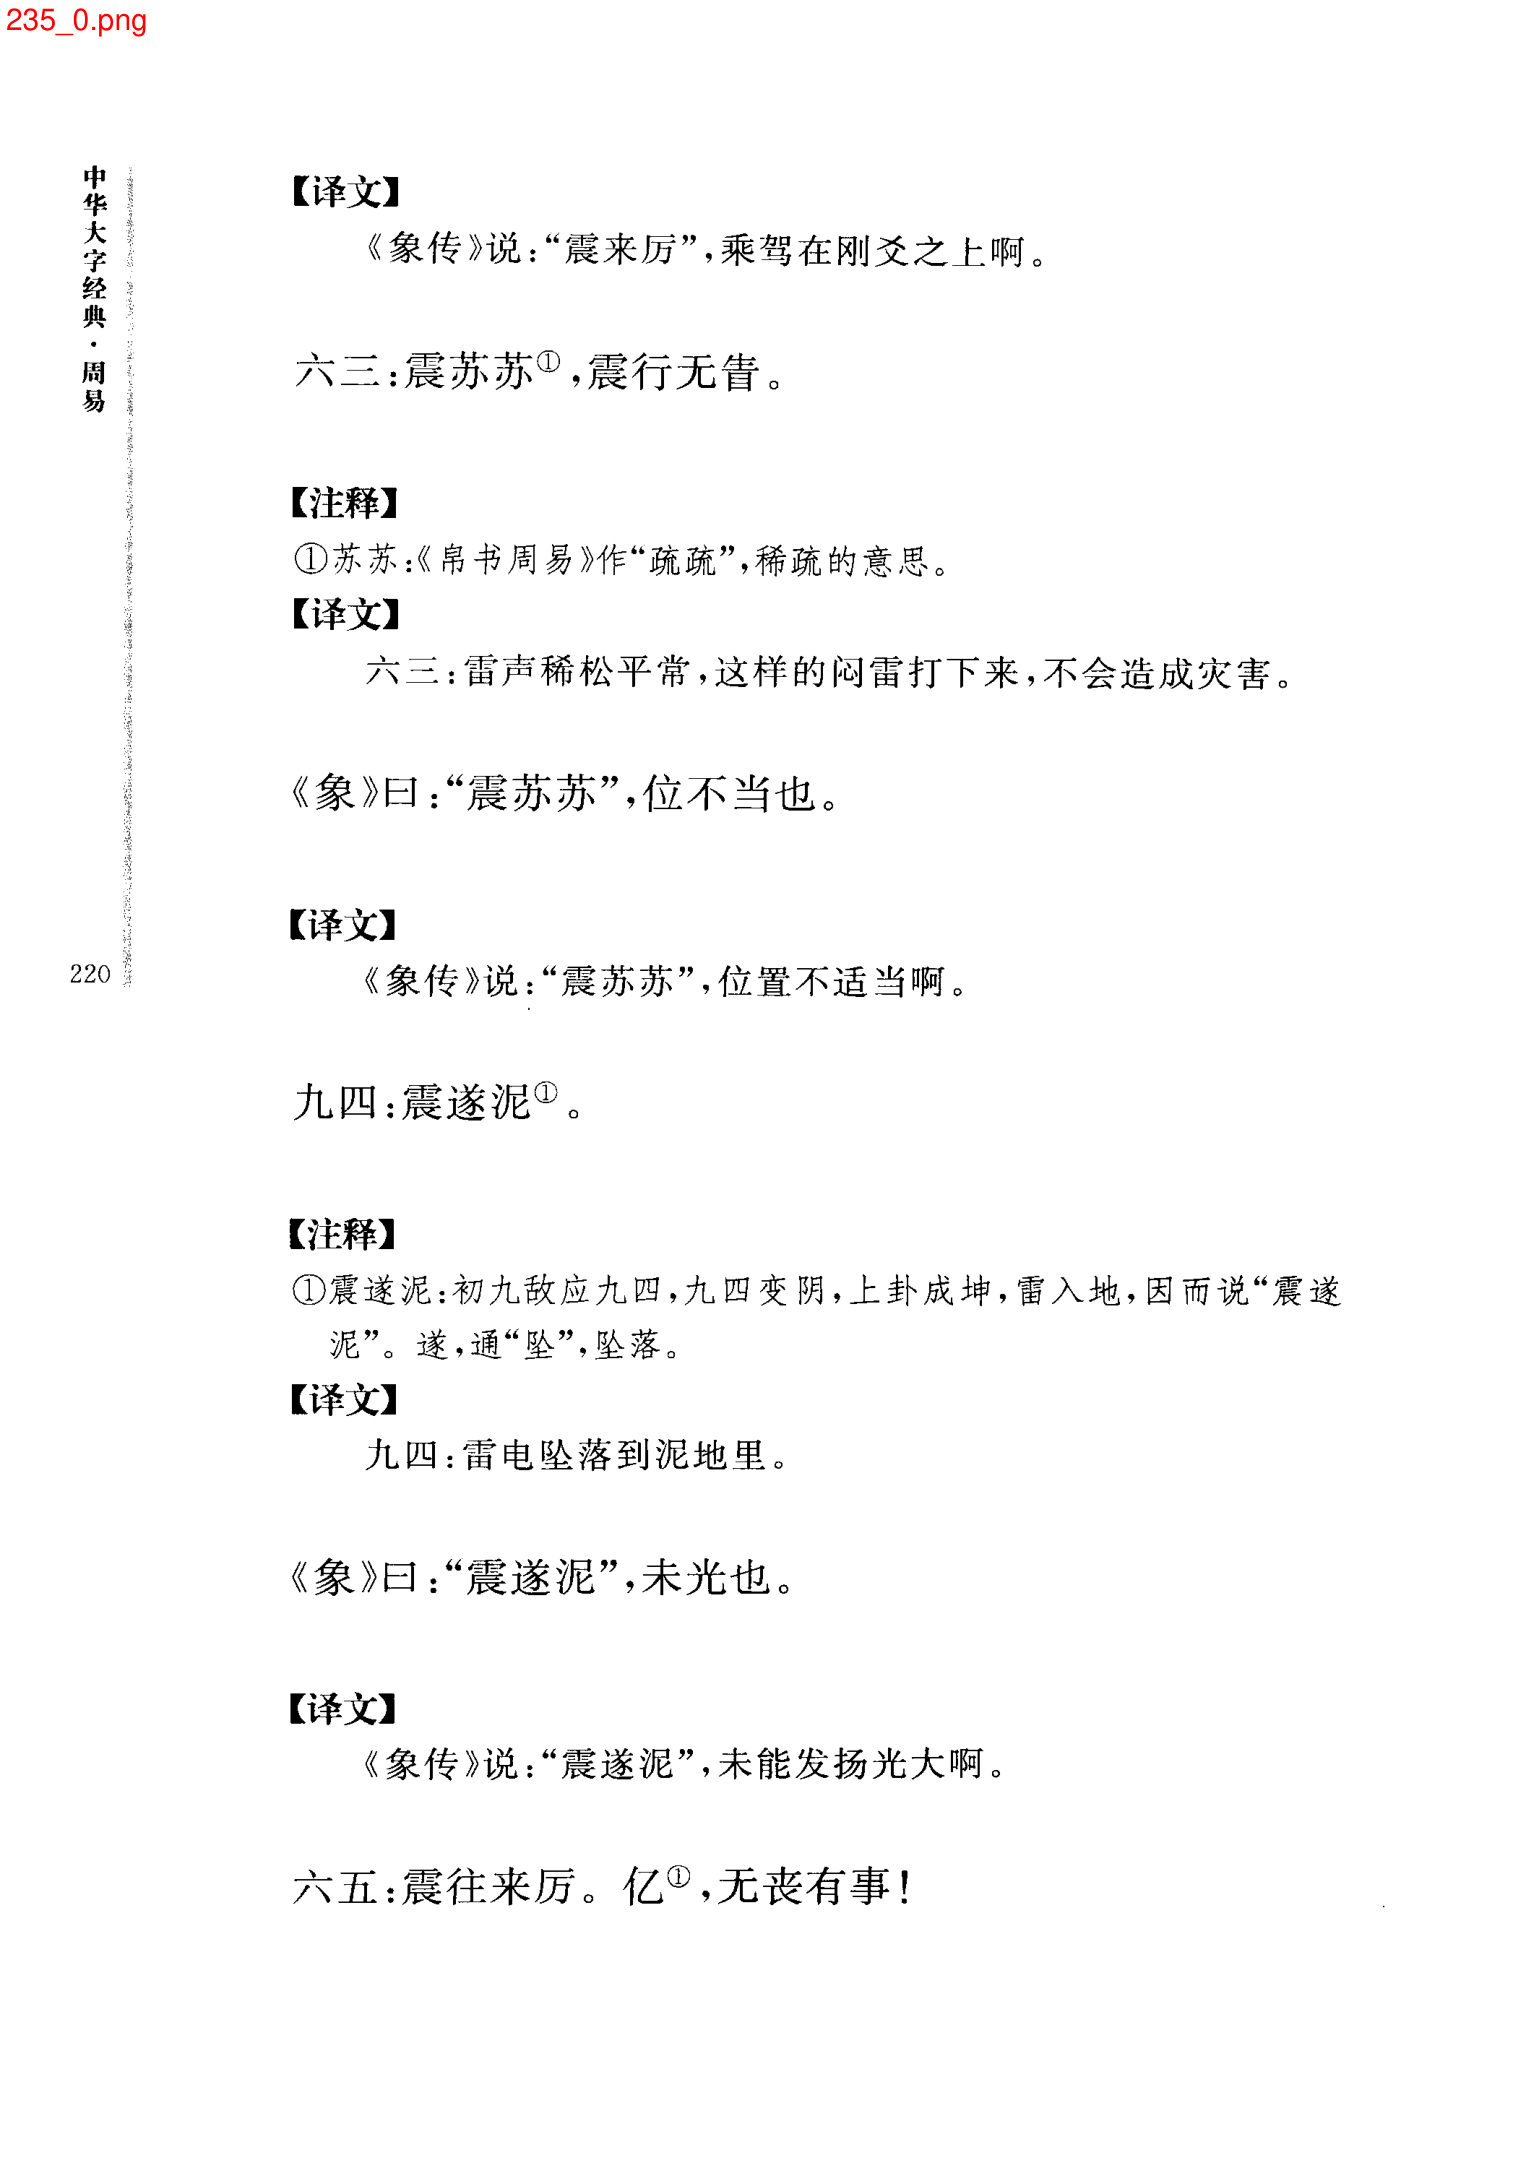 235_0.png
中华大字经典·周易
220
【译文】
《象传》说：“震来厉”，乘驾在刚爻之上啊。
六三：震苏苏①，震行无眚。
【注释】
①苏苏：《帛书周易》作“疏疏”，稀疏的意思。
【译文】
六三：雷声稀松平常，这样的闷雷打下来，不会造成灾害。
《象》曰：“震苏苏”，位不当也。
【译文】
《象传》说：“震苏苏”，位置不适当啊。
九四：震遂泥①。
【注释】
①震遂泥：初九敌应九四，九四变阴，上卦成坤，雷入地，因而说“震遂
泥”。遂，通“坠”，坠落。
【译文】
九四：雷电坠落到泥地里。
《象》曰：“震遂泥”，未光也。
【译文】
《象传》说：“震遂泥”，未能发扬光大啊。
六五：震往来厉。亿①，无丧有事！